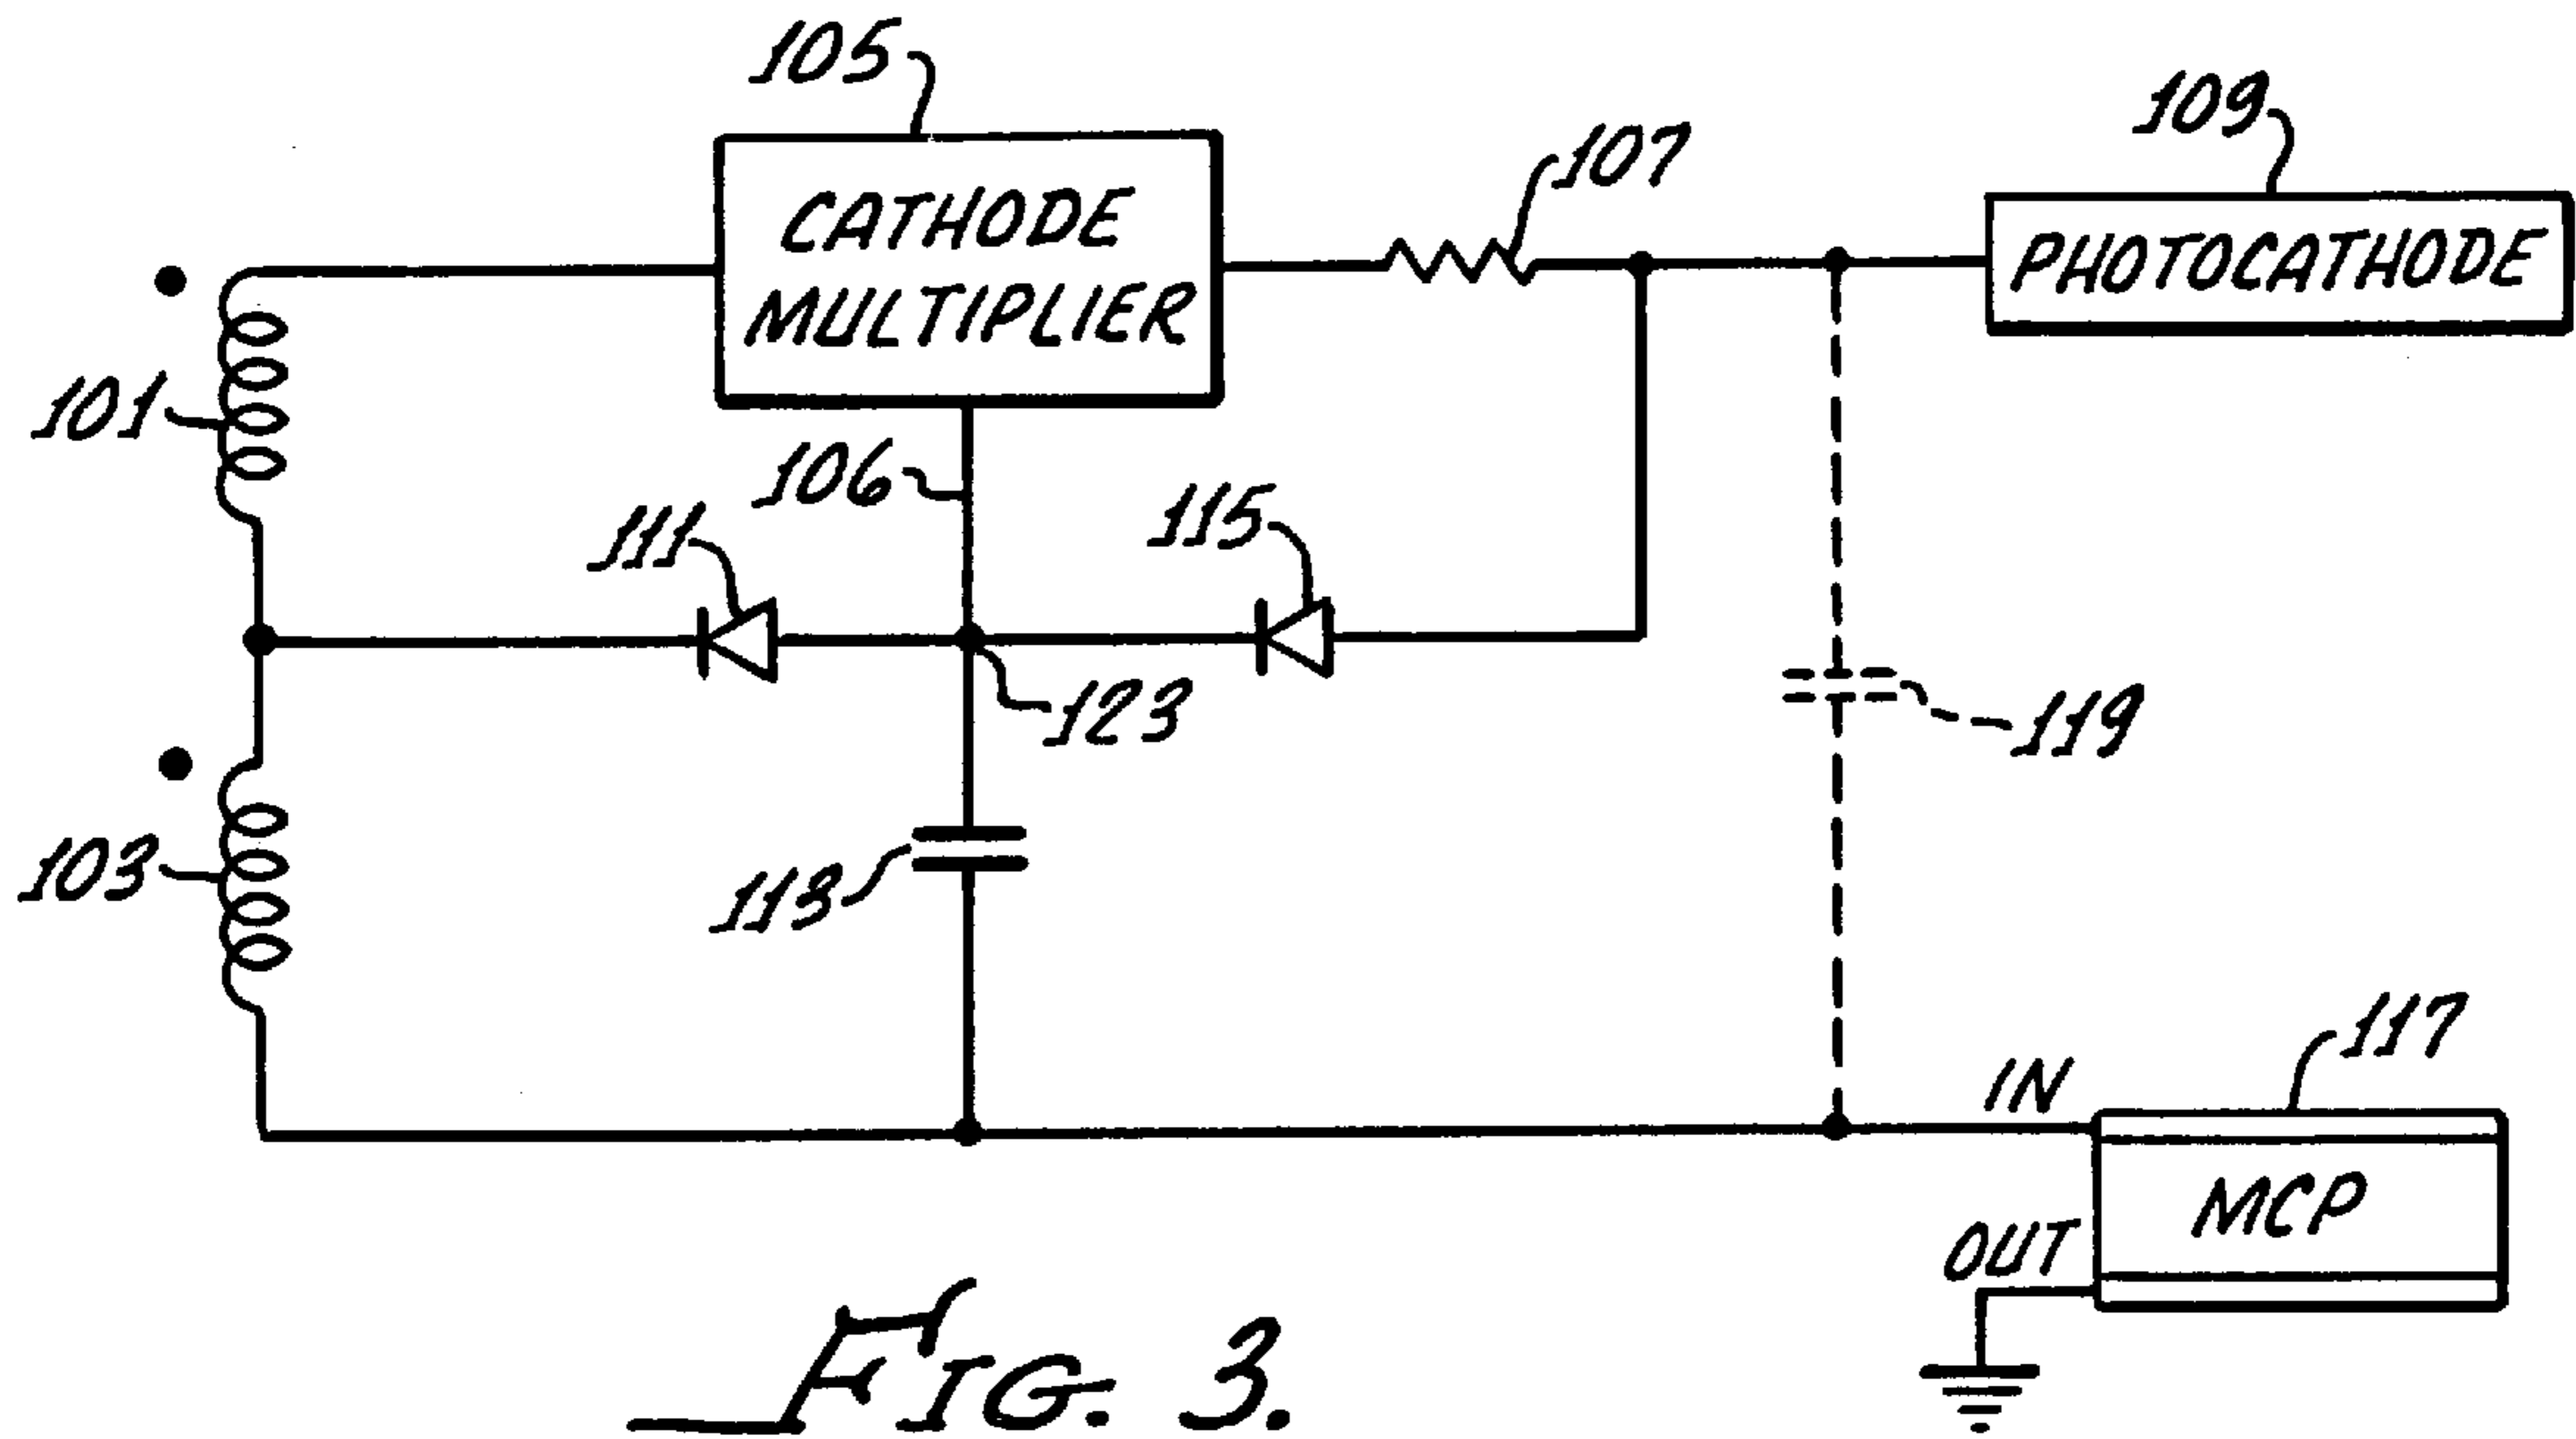 105
109
107
CATHODE
MULTIPLIER
PHOTOCATHODE
101
106
111
115
123
119
103
113
117
IN
MCP
OUT
FIG. 3.